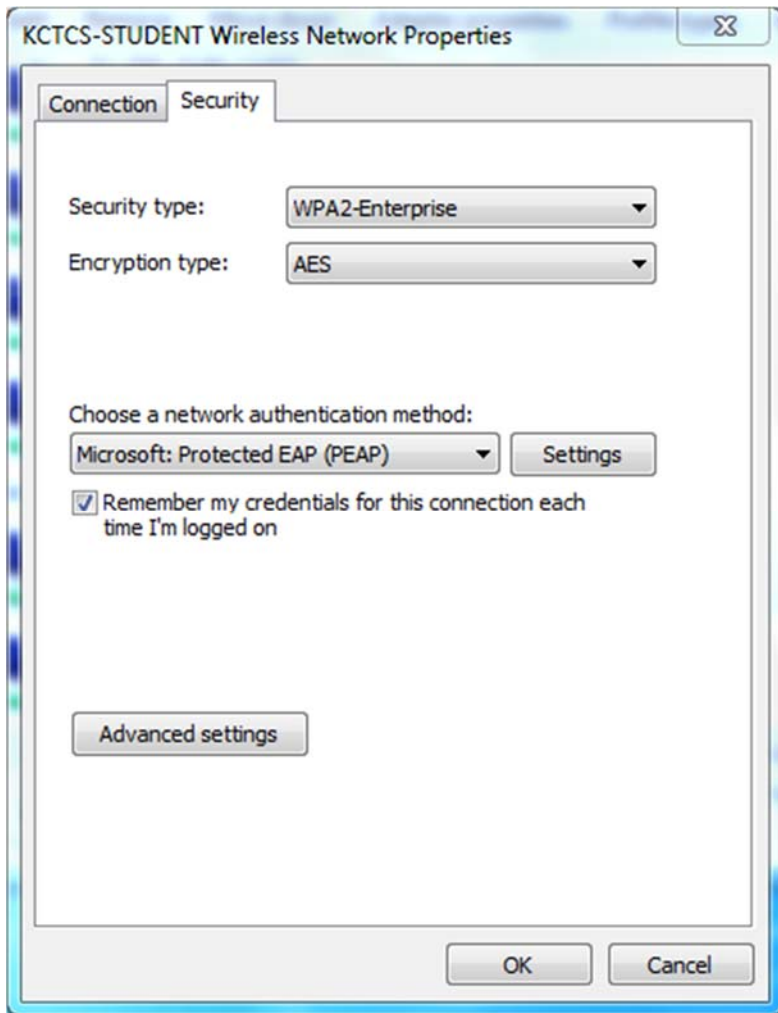 KCTCS-STUDENT Wireless Network Properties
Connection
Security
Security type:
WPA2-Enterprise
Encryption type:
AES
Choose a network authentication method:
Microsoft: Protected EAP (PEAP)
Settings
Remember my credentials for this connection each
time I'm logged on
Advanced settings
OK
Cancel